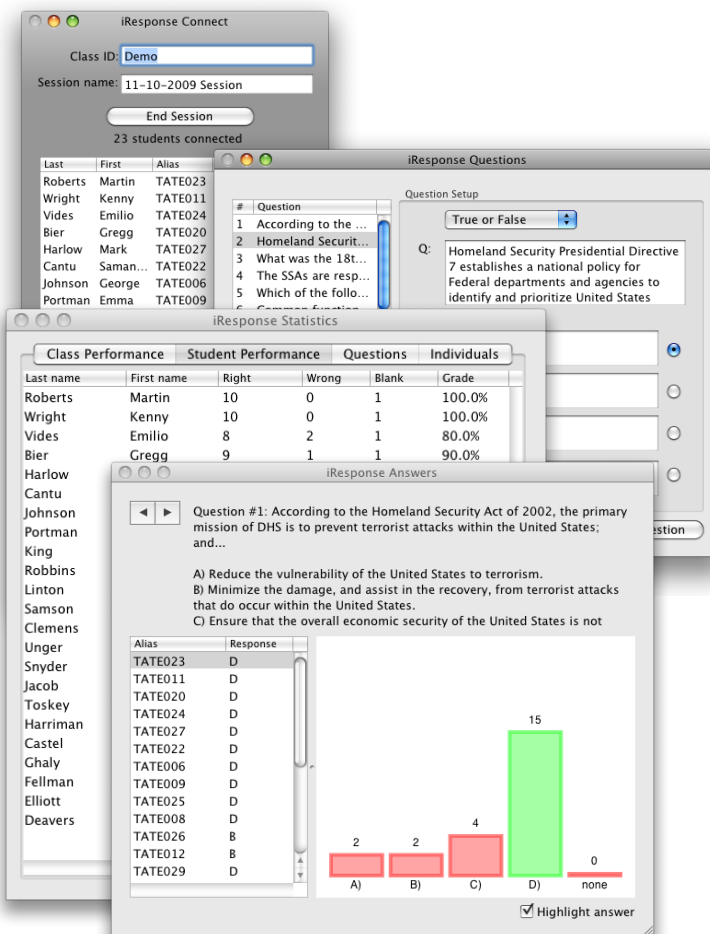 iResponse Connect
Class ID: Demo
Session name: 11-10-2009 Session
End Session
23 students connected
Last First Alias
Roberts Martin TATE023
Wright Kenny TATE011
Vides Emilio TATE024
Bier Gregg TATE020
Harlow Mark TATE027
Cantu Saman... TATE022
Johnson George TATE006
Portman Emma TATE009
iResponse Questions
# Question
1 According to the ...
2 Homeland Securit...
3 What was the 18t...
4 The SSAs are resp...
5 Which of the follo...
Question Setup
True or False
Q: Homeland Security Presidential Directive
7 establishes a national policy for
Federal departments and agencies to
identify and prioritize United States
estion
iResponse Statistics
Class Performance Student Performance Questions Individuals
Last name First name Right Wrong Blank Grade
Roberts Martin 10 0 1 100.0%
Wright Kenny 10 0 1 100.0%
Vides Emilio 8 2 1 80.0%
Bier Gregg 9 1 1 90.0%
Harlow
Cantu
Johnson
Portman
King
Robbins
Linton
Samson
Clemens
Unger
Snyder
Jacob
Toskey
Harriman
Castel
Ghaly
Fellman
Elliott
Deavers
iResponse Answers
Question #1: According to the Homeland Security Act of 2002, the primary
mission of DHS is to prevent terrorist attacks within the United States;
and...
A) Reduce the vulnerability of the United States to terrorism.
B) Minimize the damage, and assist in the recovery, from terrorist attacks
that do occur within the United States.
C) Ensure that the overall economic security of the United States is not
Alias Response
TATE023 D
TATE011 D
TATE020 D
TATE024 D
TATE027 D
TATE022 D
TATE006 D
TATE009 D
TATE025 D
TATE008 D
TATE026 B
TATE012 B
TATE029 D
2 2 4 15 0
A) B) C) D) none
Highlight answer